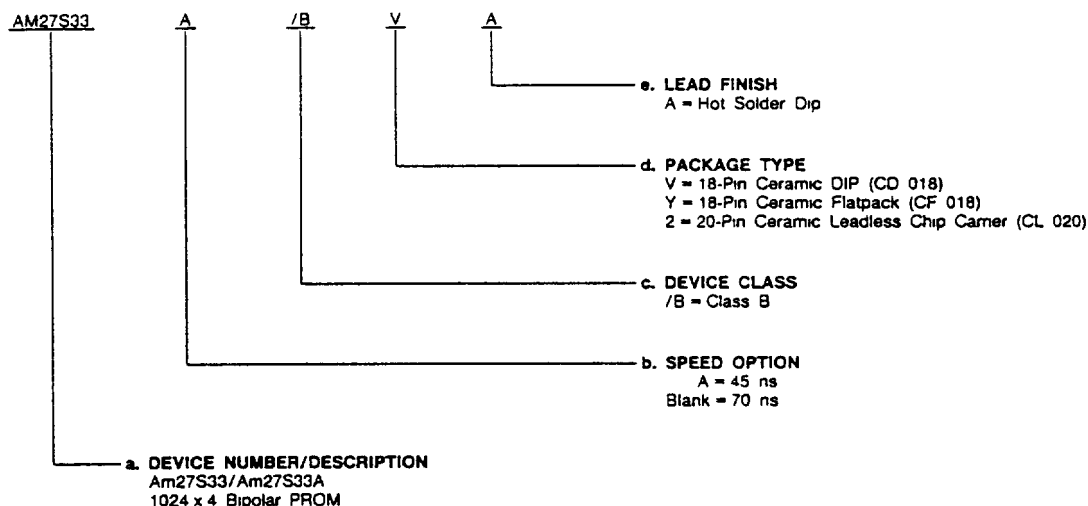 AM27S33 A /B V A
e. LEAD FINISH
A = Hot Solder Dip
d. PACKAGE TYPE
V = 18-Pin Ceramic DIP (CD 018)
Y = 18-Pin Ceramic Flatpack (CF 018)
2 = 20-Pin Ceramic Leadless Chip Carrier (CL 020)
c. DEVICE CLASS
/B = Class B
b. SPEED OPTION
A = 45 ns
Blank = 70 ns
a. DEVICE NUMBER/DESCRIPTION
Am27S33/Am27S33A
1024 x 4 Bipolar PROM